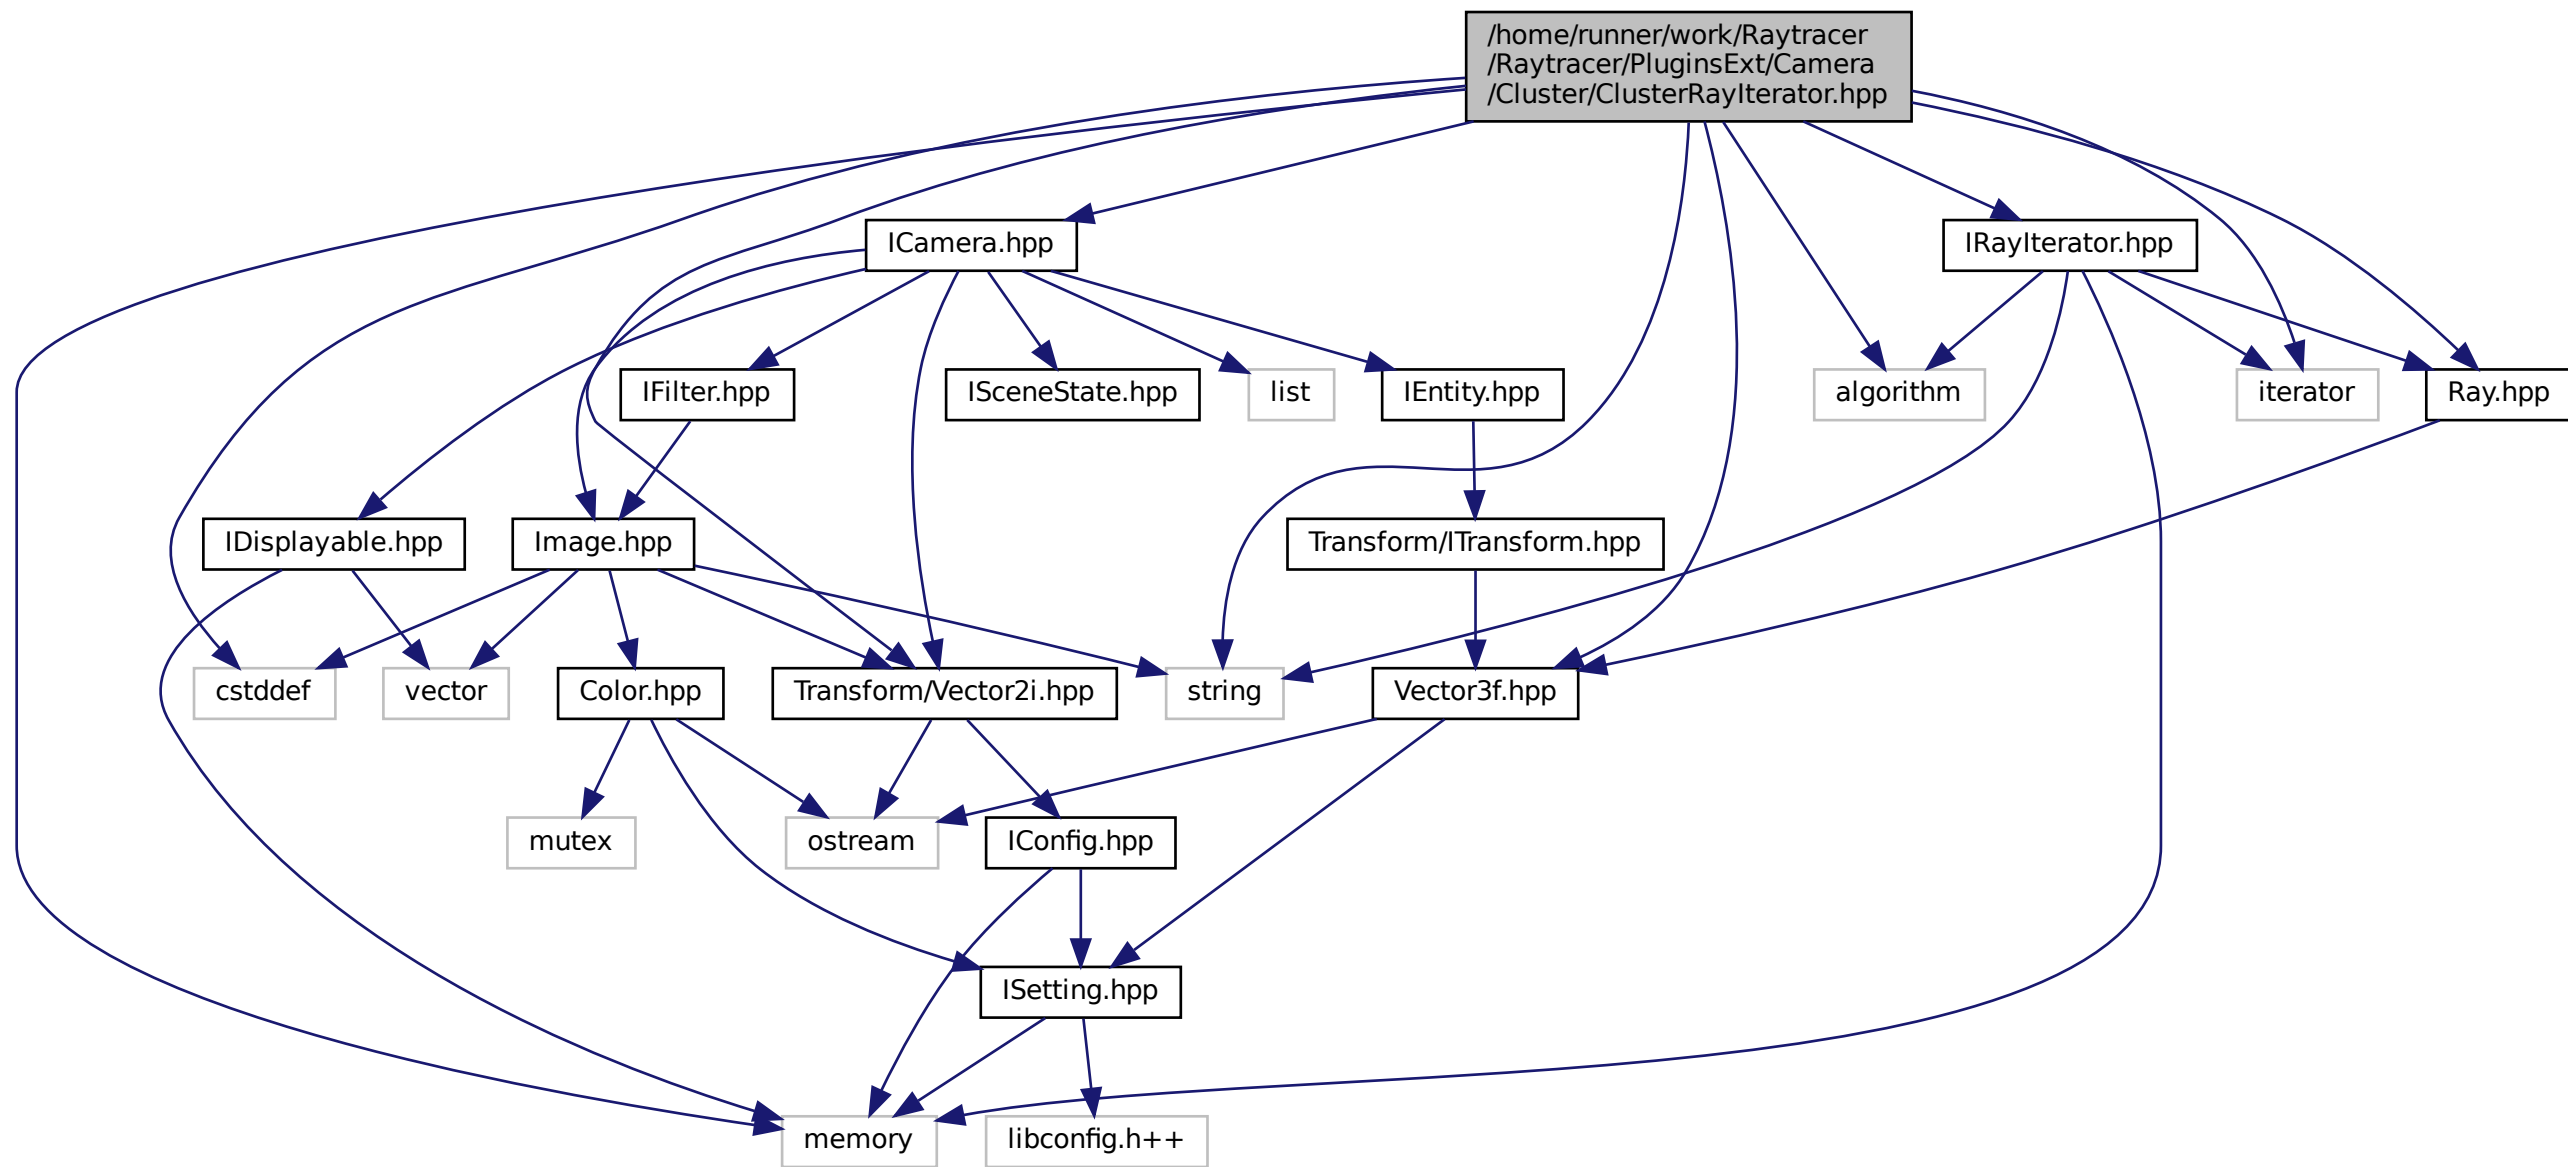 /home/runner/work/Raytracer
/Raytracer/PluginsExt/Camera
/Cluster/ClusterRayIterator.hpp
ICamera.hpp
IRayIterator.hpp
IFilter.hpp
ISceneState.hpp
list
IEntity.hpp
algorithm
iterator
Ray.hpp
IDisplayable.hpp
Image.hpp
Transform/ITransform.hpp
cstddef
vector
Color.hpp
Transform/Vector2i.hpp
string
Vector3f.hpp
mutex
ostream
IConfig.hpp
ISetting.hpp
memory
libconfig.h++